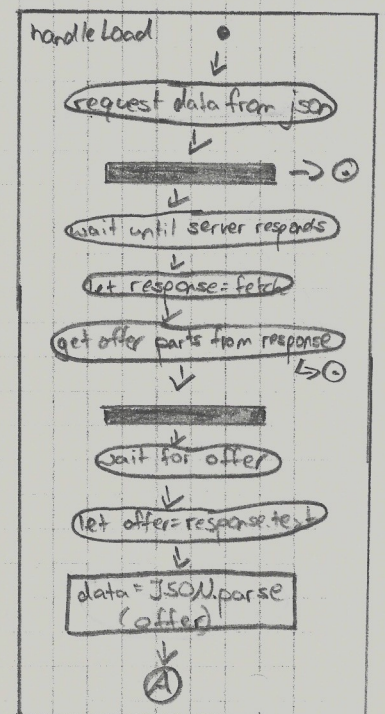 handleLoad
request data from json
wait until server responds
let response = fetch
get offer parts from response
wait for offer
let offer = response.text
data = JSON.parse
(offer)
A